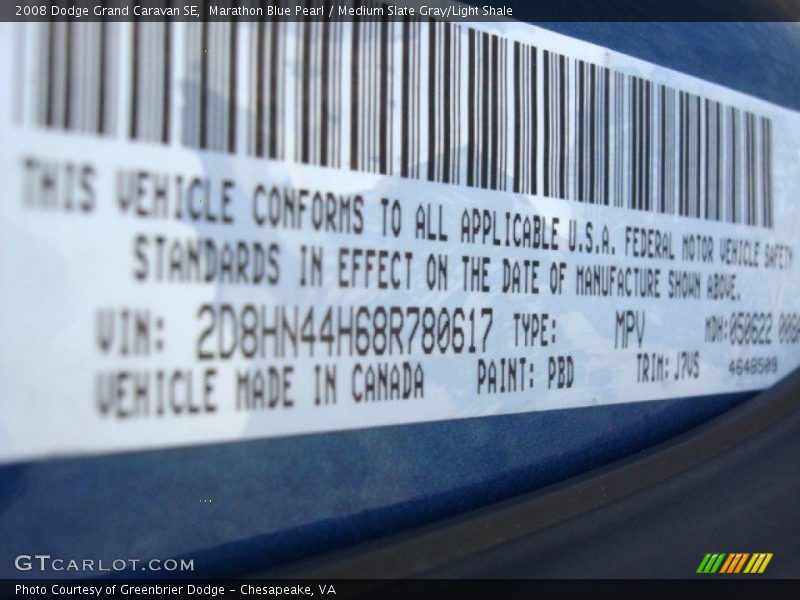 2008 Dodge Grand Caravan SE, Marathon Blue Pearl / Medium Slate Gray/Light Shale
THIS VEHICLE CONFORMS TO ALL APPLICABLE U.S.A. FEDERAL MOTOR VEHICLE SAFETY
STANDARDS IN EFFECT ON THE DATE OF MANUFACTURE SHOWN ABOVE.
VIN: 2D8HN44H68R780617 TYPE: MPV MDH: 050622
VEHICLE MADE IN CANADA PAINT: PBD TRIM: J7VS 4648509
GTCARLOT.COM
Photo Courtesy of Greenbrier Dodge – Chesapeake, VA